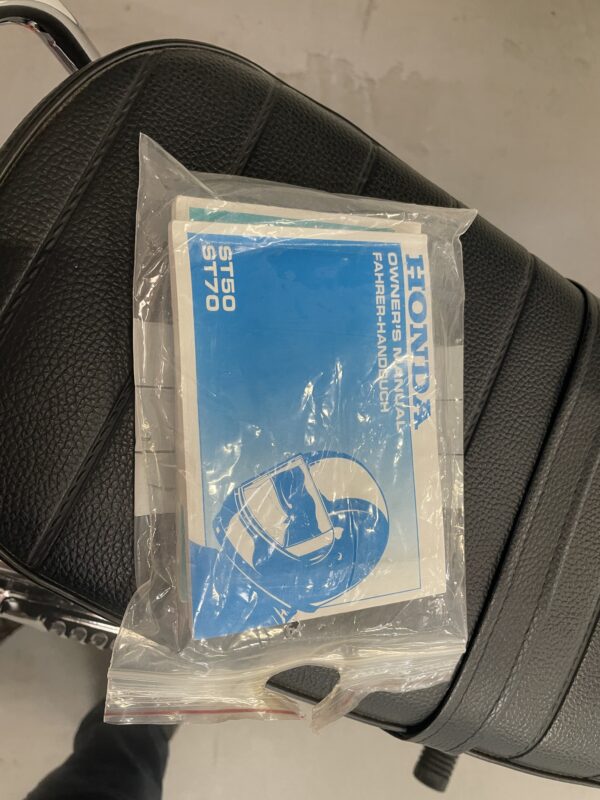 HONDA
OWNER'S MANUAL
FAHRER-HANDBUCH
ST50
ST70